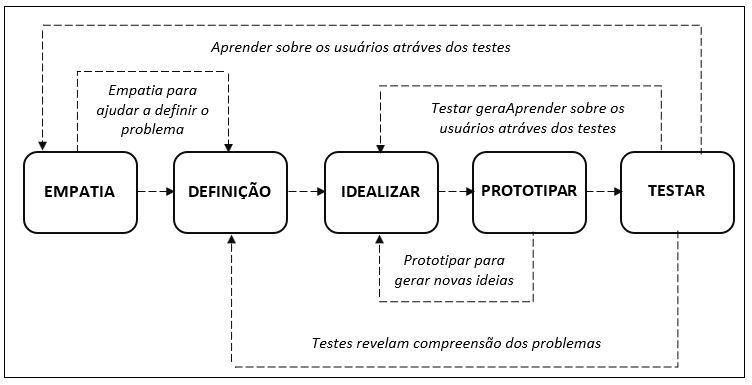 Aprender sobre os usuários atráves dos testes
Empatia para
ajudar a definir o
problema
Testar geraAprender sobre os
usuários atráves dos testes
EMPATIA
DEFINIÇÃO
IDEALIZAR
PROTOTIPAR
TESTAR
Prototipar para
gerar novas ideias
Testes revelam compreensão dos problemas